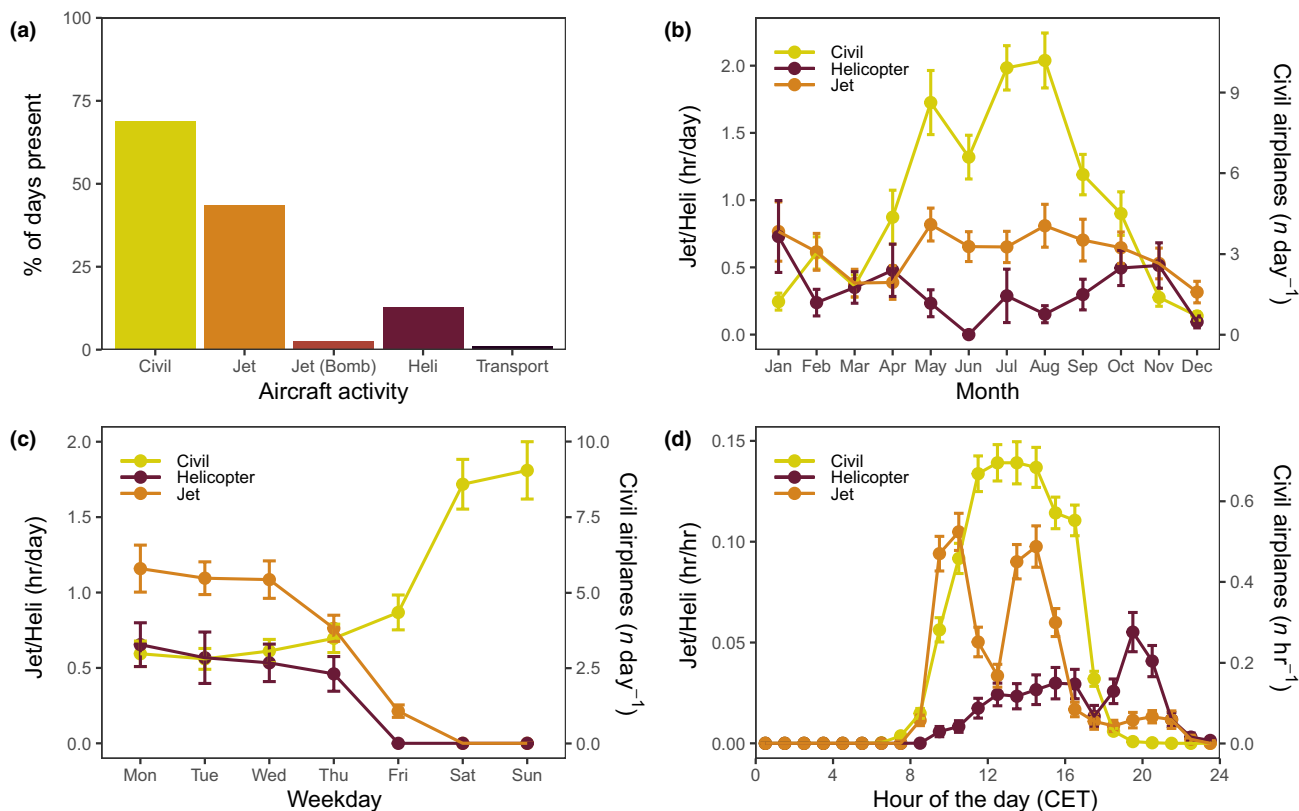 (a)
100
75
50
25
0
% of days present
Civil Jet Jet (Bomb) Heli Transport
Aircraft activity
(b)
Civil
Helicopter
Jet
2.0
1.5
1.0
0.5
0.0
Jet/Heli (hr/day)
9
6
3
0
Civil airplanes (n day⁻¹)
Jan Feb Mar Apr May Jun Jul Aug Sep Oct Nov Dec
Month
(c)
Civil
Helicopter
Jet
2.0
1.5
1.0
0.5
0.0
Jet/Heli (hr/day)
10.0
7.5
5.0
2.5
0.0
Civil airplanes (n day⁻¹)
Mon Tue Wed Thu Fri Sat Sun
Weekday
(d)
Civil
Helicopter
Jet
0.15
0.10
0.05
0.00
Jet/Heli (hr/hr)
0.6
0.4
0.2
0.0
Civil airplanes (n hr⁻¹)
0 4 8 12 16 20 24
Hour of the day (CET)